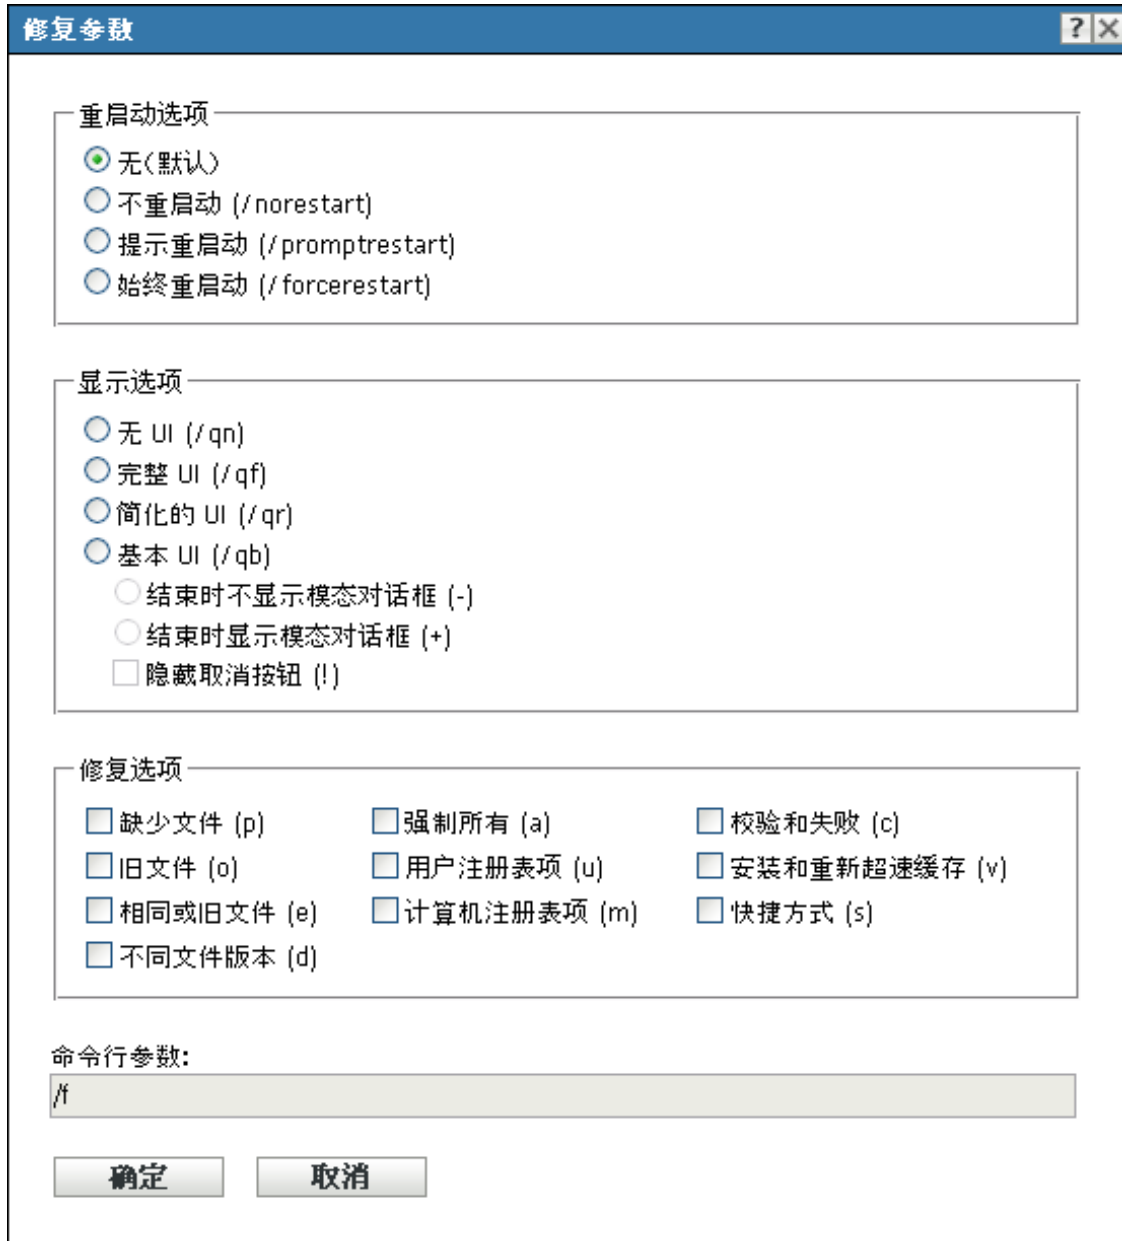 修复参数
重启动选项
无(默认)
不重启动 (/norestart)
提示重启动 (/promptrestart)
始终重启动 (/forcerestart)
显示选项
无 UI (/qn)
完整 UI (/qf)
简化的 UI (/qr)
基本 UI (/qb)
结束时不显示模态对话框 (-)
结束时显示模态对话框 (+)
隐藏取消按钮 (!)
修复选项
缺少文件 (p) 强制所有 (a) 校验和失败 (c)
旧文件 (o) 用户注册表项 (u) 安装和重新超速缓存 (v)
相同或旧文件 (e) 计算机注册表项 (m) 快捷方式 (s)
不同文件版本 (d)
命令行参数:
/f
确定 取消